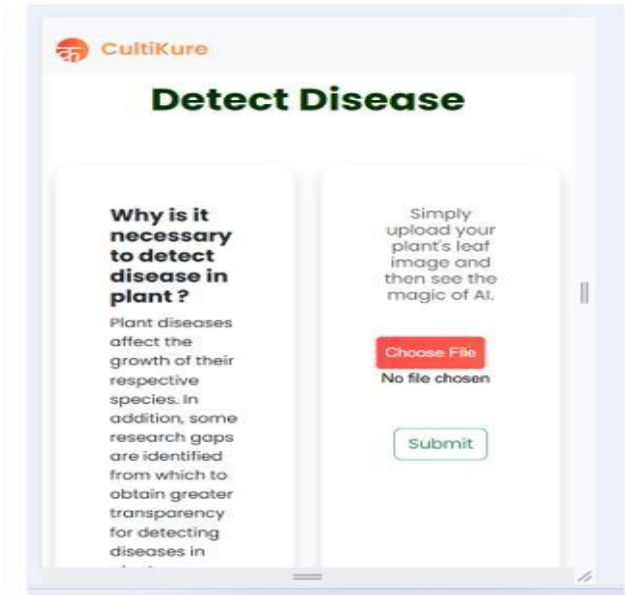 क CultiKure
Detect Disease
Why is it
necessary
to detect
disease in
plant ?
Plant diseases
affect the
growth of their
respective
species. In
addition, some
research gaps
are identified
from which to
obtain greater
transparency
for detecting
diseases in
Simply
upload your
plant's leaf
image and
then see the
magic of AI.
Choose File
No file chosen
Submit